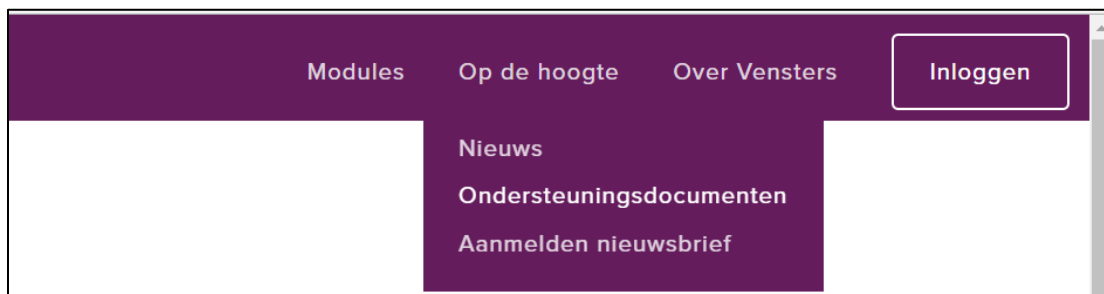 Modules Op de hoogte Over Vensters Inloggen
Nieuws
Ondersteuningsdocumenten
Aanmelden nieuwsbrief